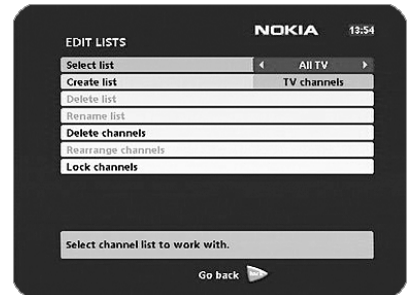 NOKIA 13:54
EDIT LISTS
Select list All TV
Create list TV channels
Delete list
Rename list
Delete channels
Rearrange channels
Lock channels
Select channel list to work with.
Go back